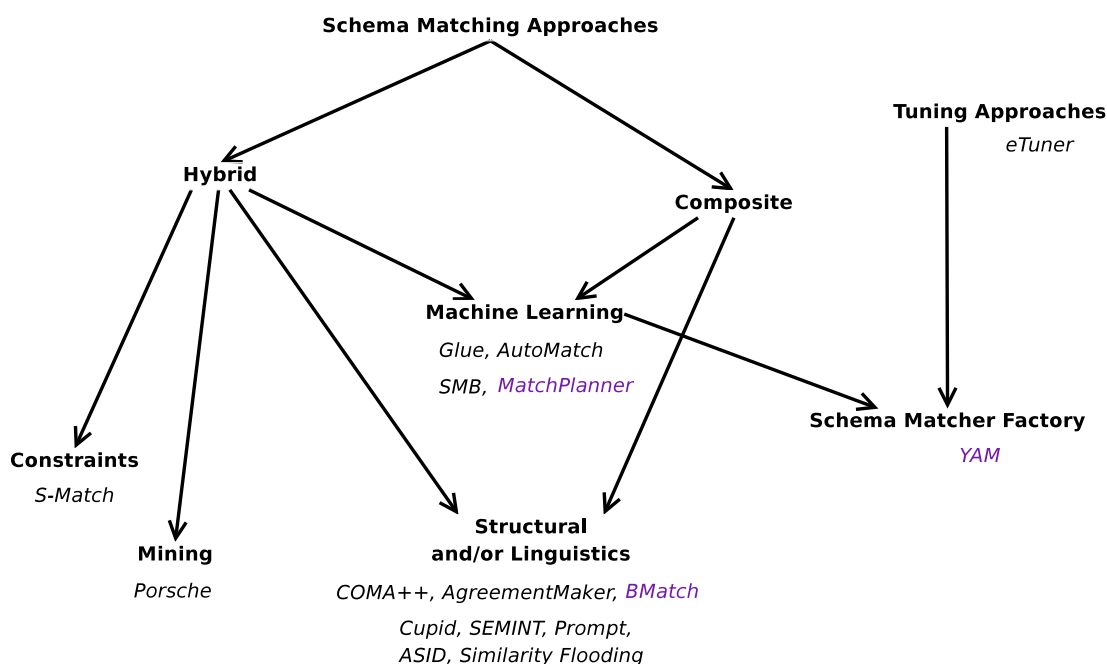 Schema Matching Approaches
Tuning Approaches
eTuner
Hybrid
Composite
Machine Learning
Glue, AutoMatch
SMB, MatchPlanner
Schema Matcher Factory
YAM
Constraints
S-Match
Structural
and/or Linguistics
Mining
Porsche
COMA++, AgreementMaker, BMatch
Cupid, SEMINT, Prompt,
ASID, Similarity Flooding